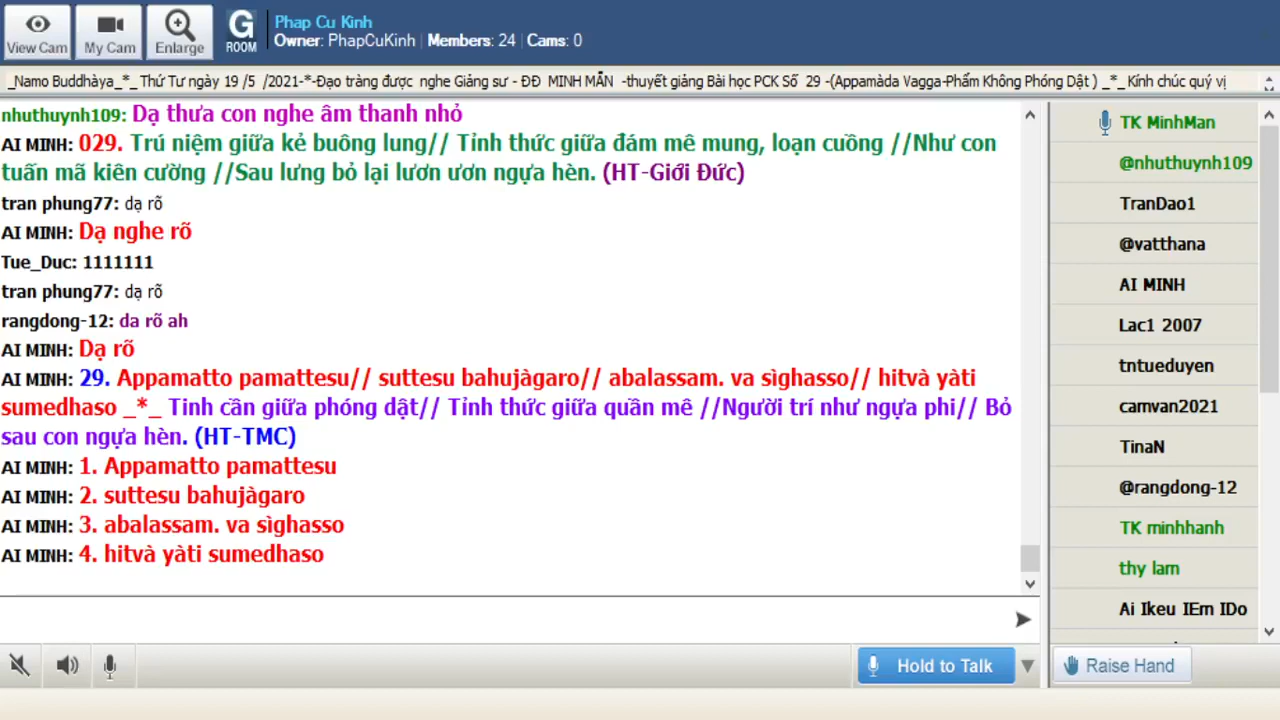 View Cam
My Cam
Enlarge
G
ROOM
Phap Cu Kinh
Owner: PhapCuKinh | Members: 24 | Cams: 0
_Namo Buddhàya_*_ Thứ Tư ngày 19 /5 /2021-*-Đạo tràng được nghe Giảng sư - ĐĐ MINH MẪN -thuyết giảng Bài học PCK Số 29 -(Appamàda Vagga-Phẩm Không Phóng Dật ) _*_ Kính chúc quý vị
nhuthuynh109: Dạ thưa con nghe âm thanh nhỏ
AI MINH: 029. Trú niệm giữa kẻ buông lung// Tỉnh thức giữa đám mê mung, loạn cuồng //Như con
tuấn mã kiên cường //Sau lưng bỏ lại lươn ươn ngựa hèn. (HT-Giới Đức)
tran phung77: dạ rõ
AI MINH: Dạ nghe rõ
Tue_Duc: 1111111
tran phung77: dạ rõ
rangdong-12: da rõ ah
AI MINH: Dạ rõ
AI MINH: 29. Appamatto pamattesu// suttesu bahujàgaro// abalassam. va sìghasso// hitvà yàti
sumedhaso _*_ Tinh cần giữa phóng dật// Tỉnh thức giữa quần mê //Người trí như ngựa phi// Bỏ
sau con ngựa hèn. (HT-TMC)
AI MINH: 1. Appamatto pamattesu
AI MINH: 2. suttesu bahujàgaro
AI MINH: 3. abalassam. va sìghasso
AI MINH: 4. hitvà yàti sumedhaso
TK MinhMan
@nhuthuynh109
TranDao1
@vatthana
AI MINH
Lac1 2007
tntueduyen
camvan2021
TinaN
@rangdong-12
TK minhhanh
thy lam
Ai Ikeu IEm IDo
Hold to Talk
Raise Hand